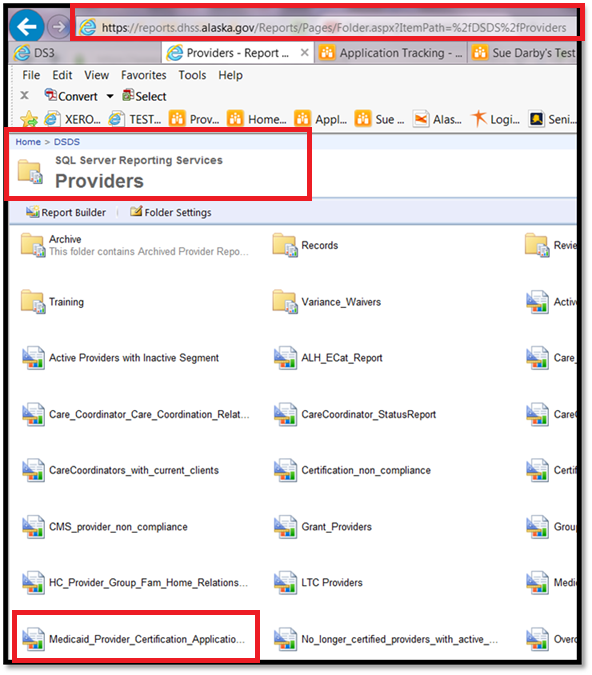 https://reports.dhss.alaska.gov/Reports/Pages/Folder.aspx?ItemPath=%2fDSDS%2fProviders
DS3
Providers - Report ...
Application Tracking - ...
Sue Darby's Test
File Edit View Favorites Tools Help
x Convert Select
XERO... TEST... Prov... Home... Appl... Sue ... Alas... Logi... Seni...
Home > DSDS
SQL Server Reporting Services
Providers
Report Builder Folder Settings
Archive
This folder contains Archived Provider Repo...
Records
Revie
Training
Variance_Waivers
Active
Active Providers with Inactive Segment
ALH_ECat_Report
Care_
Care_Coordinator_Care_Coordination_Relat...
CareCoordinator_StatusReport
CareC
CareCoordinators_with_current_clients
Certification_non_compliance
Certif
CMS_provider_non_compliance
Grant_Providers
Group
HC_Provider_Group_Fam_Home_Relations...
LTC Providers
Medic
Medicaid_Provider_Certification_Applicatio...
No_longer_certified_providers_with_active_...
Overd